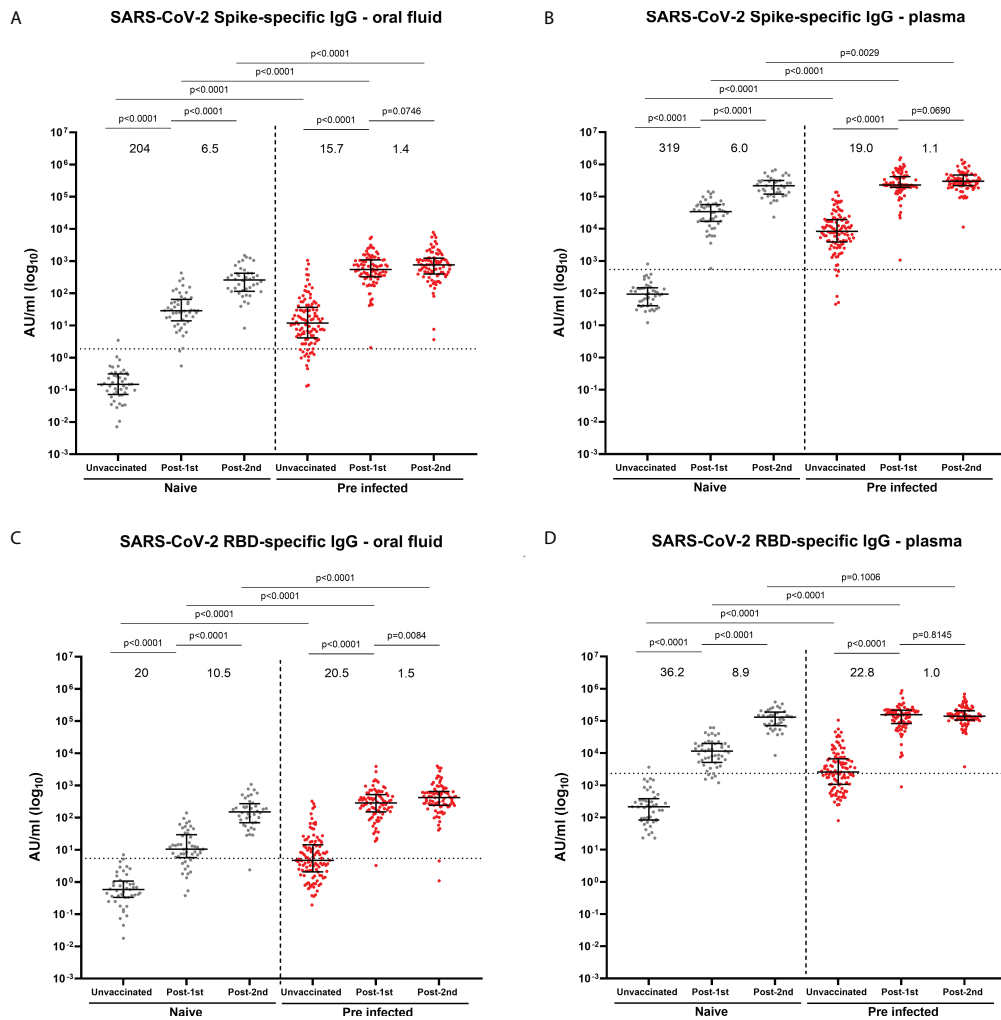 A
SARS-CoV-2 Spike-specific IgG - oral fluid
p<0.0001
p<0.0001
p<0.0001
p<0.0001 p<0.0001 p<0.0001 p=0.0746
204 6.5 15.7 1.4
AU/ml (log10)
10^7
10^6
10^5
10^4
10^3
10^2
10^1
10^0
10^-1
10^-2
10^-3
Unvaccinated Post-1st Post-2nd Unvaccinated Post-1st Post-2nd
Naive Pre infected
B
SARS-CoV-2 Spike-specific IgG - plasma
p=0.0029
p<0.0001
p<0.0001
p<0.0001 p<0.0001 p<0.0001 p=0.0690
319 6.0 19.0 1.1
AU/ml (log10)
10^7
10^6
10^5
10^4
10^3
10^2
10^1
10^0
10^-1
10^-2
10^-3
Unvaccinated Post-1st Post-2nd Unvaccinated Post-1st Post-2nd
Naive Pre infected
C
SARS-CoV-2 RBD-specific IgG - oral fluid
p<0.0001
p<0.0001
p<0.0001
p<0.0001 p<0.0001 p<0.0001 p=0.0084
20 10.5 20.5 1.5
AU/ml (log10)
10^7
10^6
10^5
10^4
10^3
10^2
10^1
10^0
10^-1
10^-2
10^-3
Unvaccinated Post-1st Post-2nd Unvaccinated Post-1st Post-2nd
Naive Pre infected
D
SARS-CoV-2 RBD-specific IgG - plasma
p=0.1006
p<0.0001
p<0.0001
p<0.0001 p<0.0001 p<0.0001 p=0.8145
36.2 8.9 22.8 1.0
AU/ml (log10)
10^7
10^6
10^5
10^4
10^3
10^2
10^1
10^0
10^-1
10^-2
10^-3
Unvaccinated Post-1st Post-2nd Unvaccinated Post-1st Post-2nd
Naive Pre infected